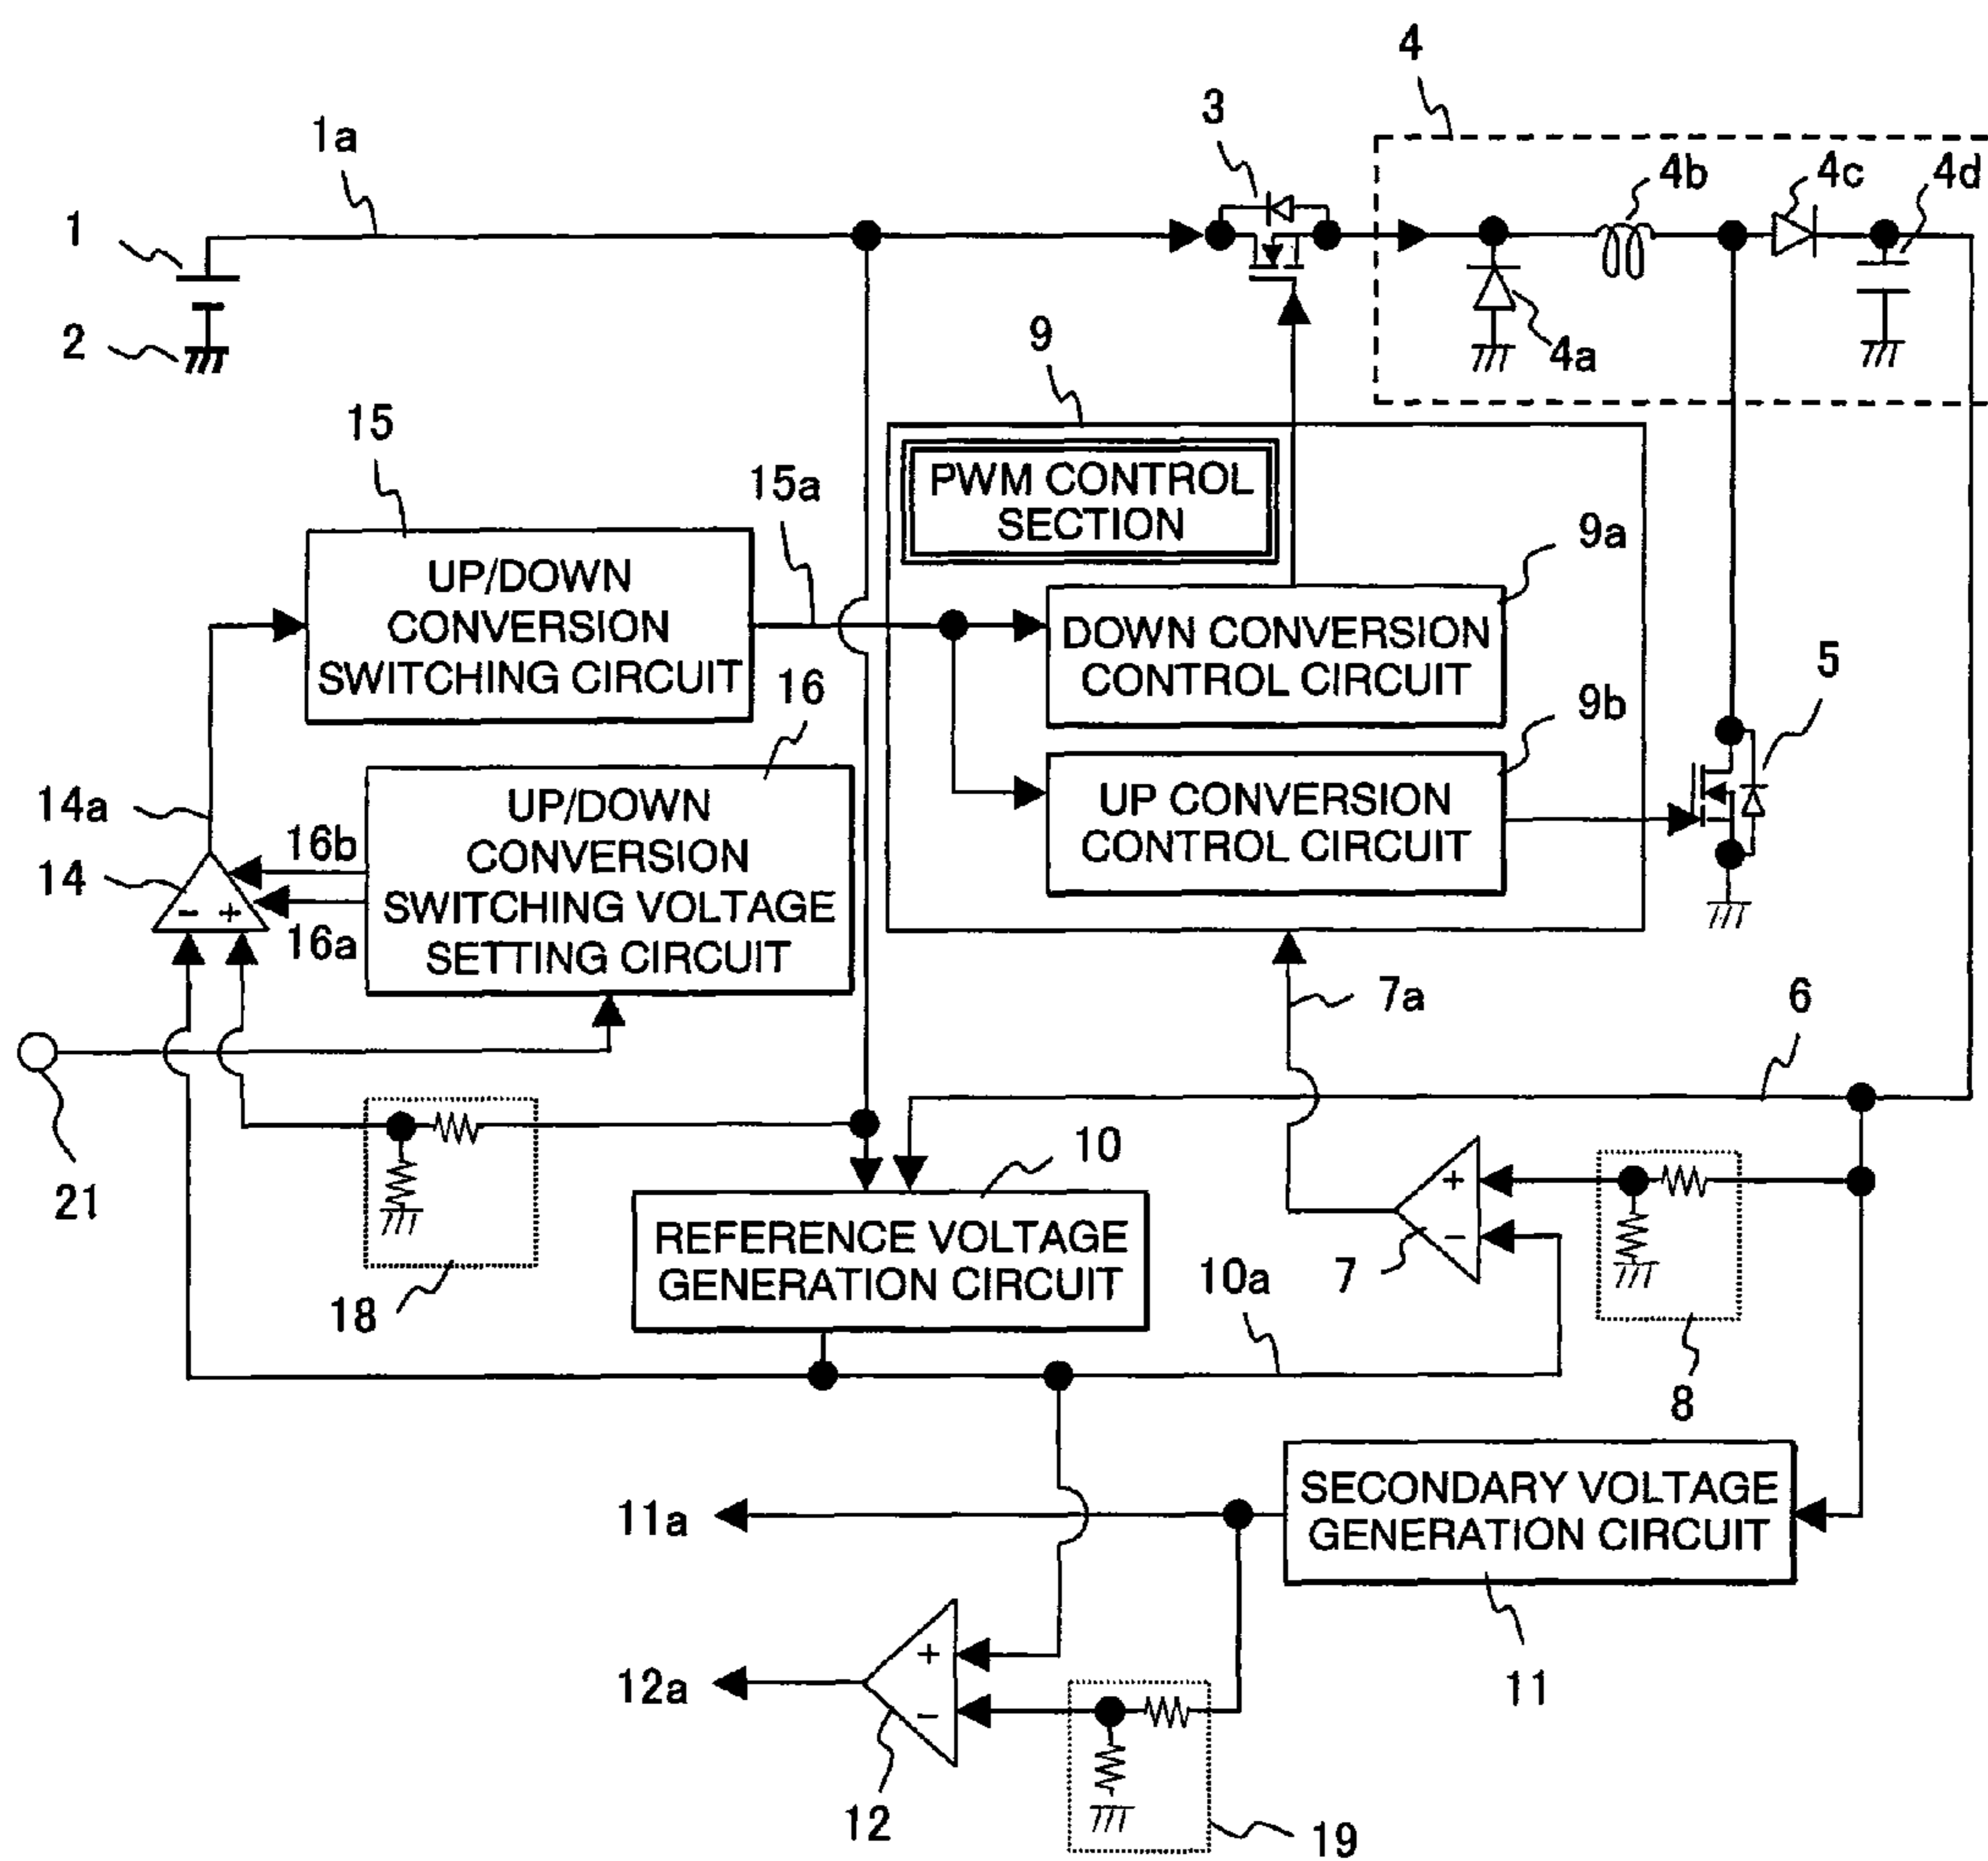 4
3
1a
4b
4c
4d
1
2
4a
9
15
PWM CONTROL
SECTION
15a
9a
UP/DOWN
CONVERSION
SWITCHING CIRCUIT
DOWN CONVERSION
CONTROL CIRCUIT
5
16
9b
14a
UP/DOWN
CONVERSION
SWITCHING VOLTAGE
SETTING CIRCUIT
UP CONVERSION
CONTROL CIRCUIT
16b
14
- +
16a
7a
6
10
21
REFERENCE VOLTAGE
GENERATION CIRCUIT
+
-
18
7
10a
8
SECONDARY VOLTAGE
GENERATION CIRCUIT
11a
+
-
12a
11
12
19